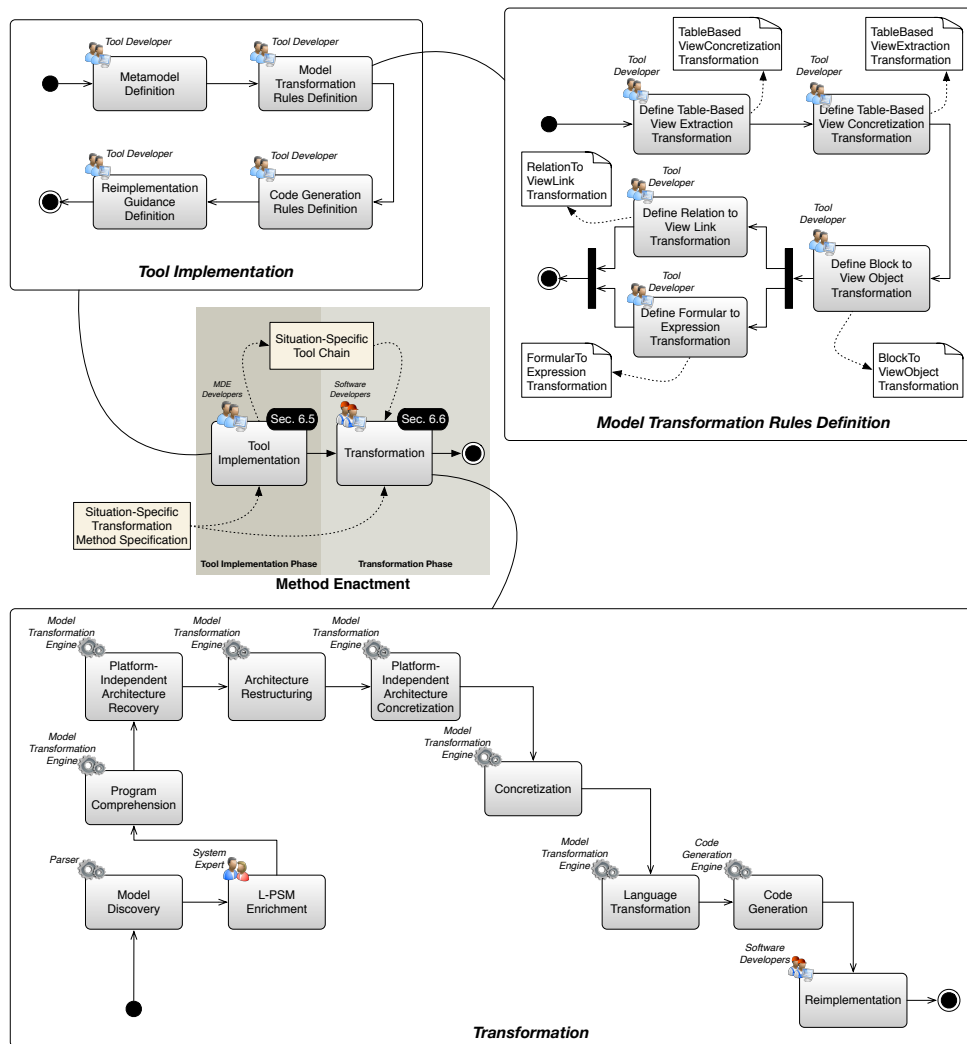 Tool Developer
Metamodel
Definition
Tool Developer
Model
Transformation
Rules Definition
Tool Developer
Reimplementation
Guidance
Definition
Tool Developer
Code Generation
Rules Definition
Tool Implementation
TableBased
ViewConcretization
Transformation
TableBased
ViewExtraction
Transformation
Tool
Developer
Define Table-Based
View Extraction
Transformation
Tool
Developer
Define Table-Based
View Concretization
Transformation
RelationTo
ViewLink
Transformation
Tool
Developer
Define Relation to
View Link
Transformation
Tool
Developer
Define Block to
View Object
Transformation
Tool
Developer
Define Formular to
Expression
Transformation
FormularTo
Expression
Transformation
BlockTo
ViewObject
Transformation
Model Transformation Rules Definition
Situation-Specific
Tool Chain
MDE
Developers
Sec. 6.5
Tool
Implementation
Software
Developers
Sec. 6.6
Transformation
Situation-Specific
Transformation
Method Specification
Tool Implementation Phase
Transformation Phase
Method Enactment
Model
Transformation
Engine
Platform-
Independent
Architecture
Recovery
Model
Transformation
Engine
Architecture
Restructuring
Model
Transformation
Engine
Platform-
Independent
Architecture
Concretization
Model
Transformation
Engine
Program
Comprehension
Model
Transformation
Engine
Concretization
Parser
Model
Discovery
System
Expert
L-PSM
Enrichment
Model
Transformation
Engine
Language
Transformation
Code
Generation
Engine
Code
Generation
Software
Developers
Reimplementation
Transformation